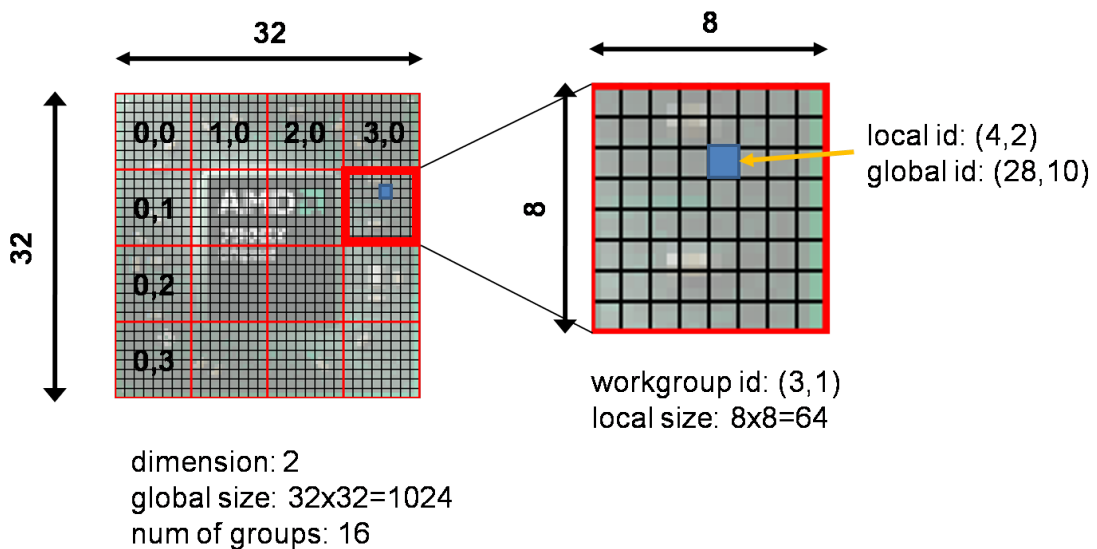 32
8
32
0,0 1,0 2,0 3,0
0,1
0,2
0,3
AMD
8
local id: (4,2)
global id: (28,10)
workgroup id: (3,1)
local size: 8x8=64
dimension: 2
global size: 32x32=1024
num of groups: 16